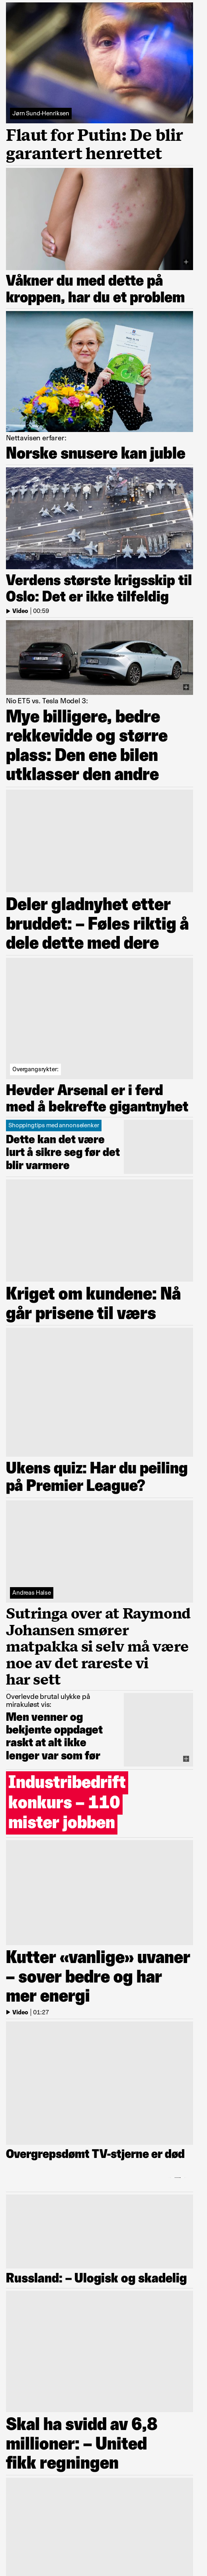 Jørn Sund-Henriksen
Flaut for Putin: De blir
garantert henrettet
Våkner du med dette på
kroppen, har du et problem
Nettavisen erfarer:
Norske snusere kan juble
Verdens største krigsskip til
Oslo: Det er ikke tilfeldig
Video | 00:59
Nio ET5 vs. Tesla Model 3:
Mye billigere, bedre
rekkevidde og større
plass: Den ene bilen
utklasser den andre
Deler gladnyhet etter
bruddet: – Føles riktig å
dele dette med dere
Overgangsrykter:
Hevder Arsenal er i ferd
med å bekrefte gigantnyhet
Shoppingtips med annonselenker
Dette kan det være
lurt å sikre seg før det
blir varmere
Kriget om kundene: Nå
går prisene til værs
Ukens quiz: Har du peiling
på Premier League?
Andreas Halse
Sutringa over at Raymond
Johansen smører
matpakka si selv må være
noe av det rareste vi
har sett
Overlevde brutal ulykke på
mirakuløst vis:
Men venner og
bekjente oppdaget
raskt at alt ikke
lenger var som før
Industribedrift
konkurs – 110
mister jobben
Kutter «vanlige» uvaner
– sover bedre og har
mer energi
Video | 01:27
Overgrepsdømt TV-stjerne er død
Russland: – Ulogisk og skadelig
Skal ha svidd av 6,8
millioner: – United
fikk regningen